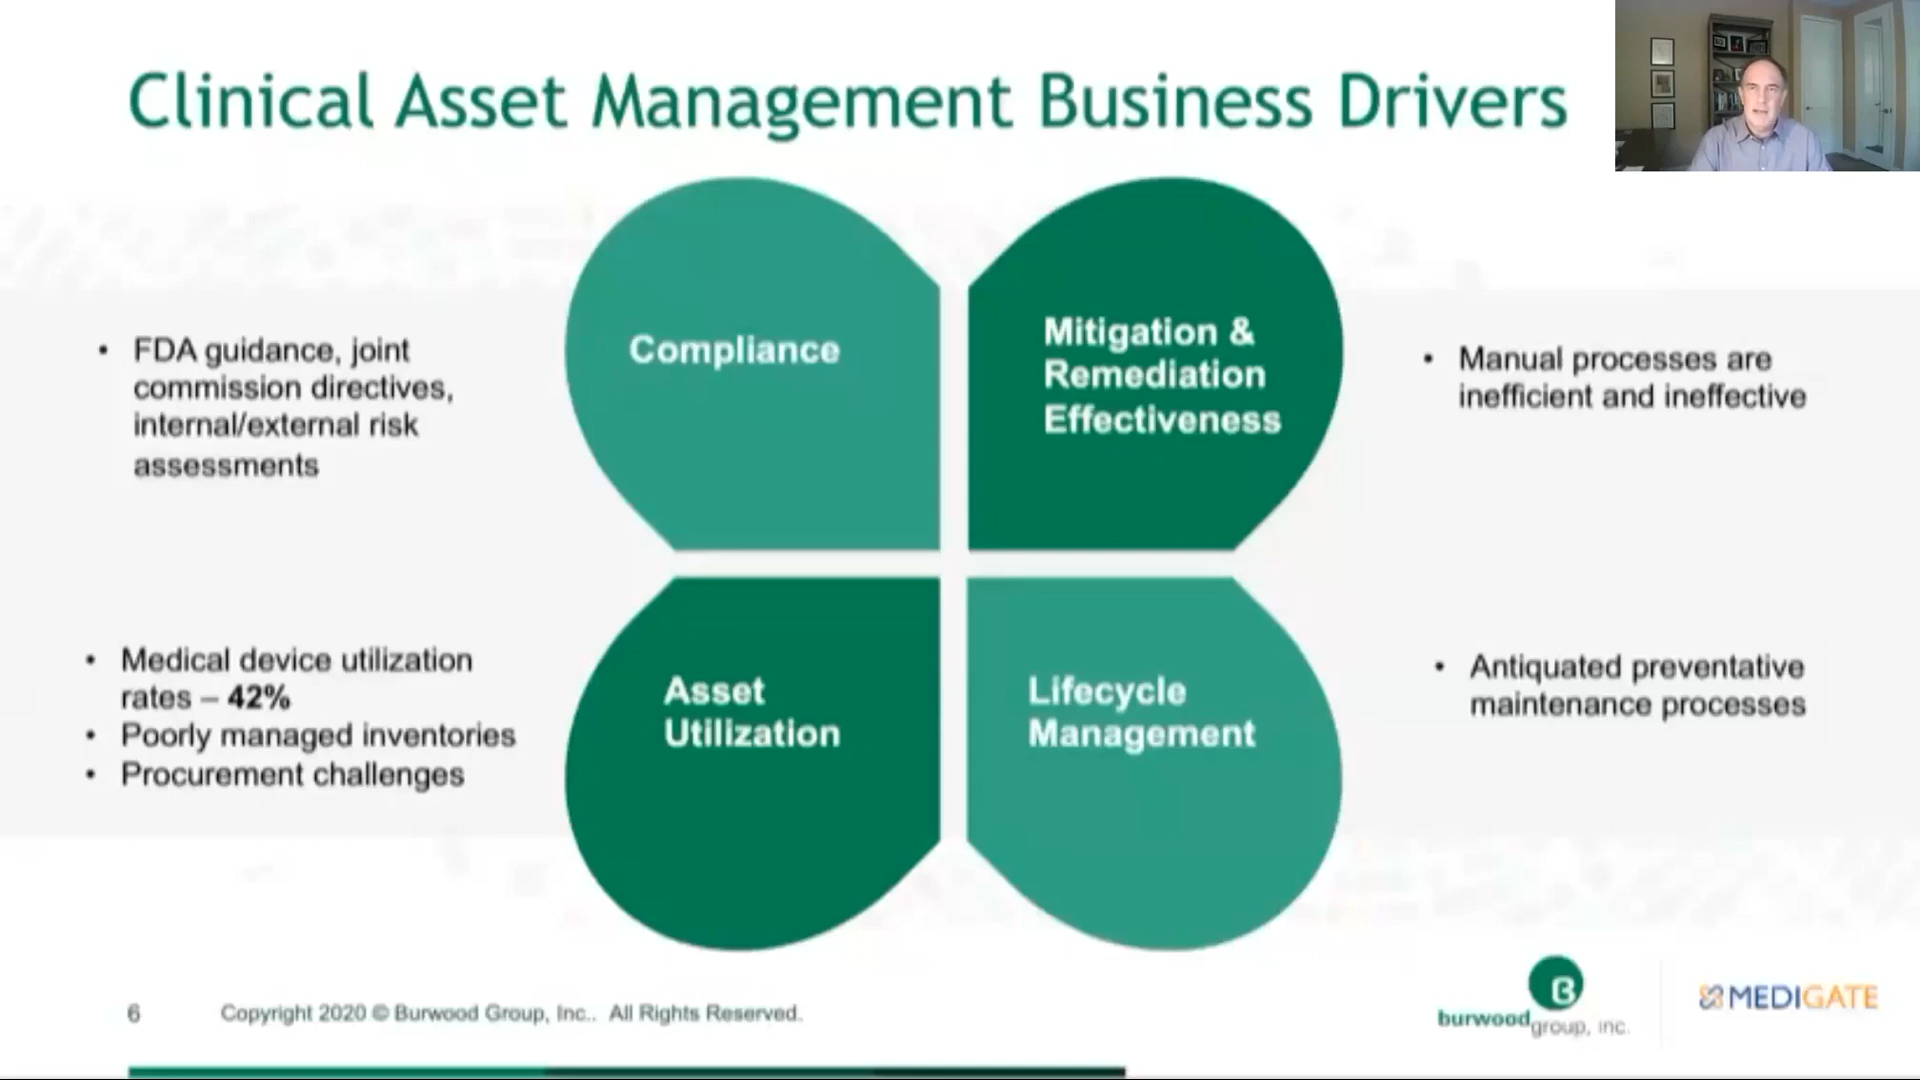 Clinical Asset Management Business Drivers
• FDA guidance, joint
commission directives,
internal/external risk
assessments
Compliance
Mitigation &
Remediation
Effectiveness
• Manual processes are
inefficient and ineffective
• Medical device utilization
rates – 42%
• Poorly managed inventories
• Procurement challenges
Asset
Utilization
Lifecycle
Management
• Antiquated preventative
maintenance processes
6
Copyright 2020 © Burwood Group, Inc.. All Rights Reserved.
B
burwood group, inc.
MEDIGATE